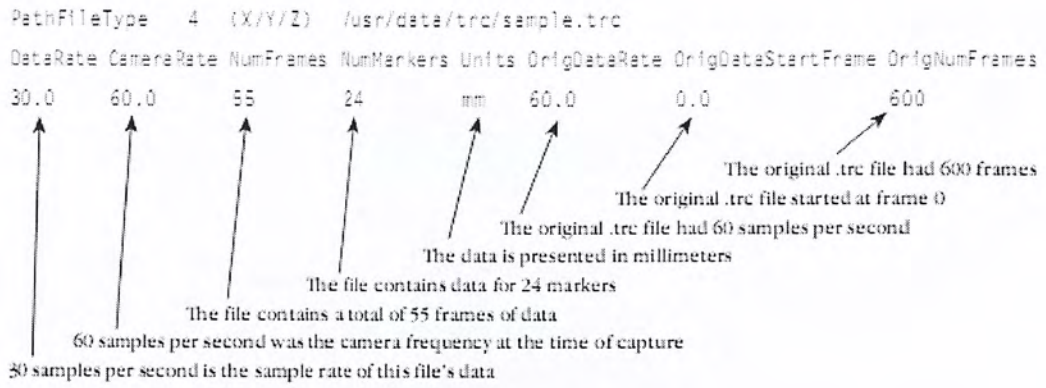 PathFileType 4 (X/Y/Z) /usr/data/trc/sample.trc
DataRate CameraRate NumFrames NumMarkers Units OrigDataRate OrigDataStartFrame OrigNumFrames
30.0 60.0 55 24 mm 60.0 0.0 600
The original .trc file had 600 frames
The original .trc file started at frame 0
The original .trc file had 60 samples per second
The data is presented in millimeters
The file contains data for 24 markers
The file contains a total of 55 frames of data
60 samples per second was the camera frequency at the time of capture
30 samples per second is the sample rate of this file's data